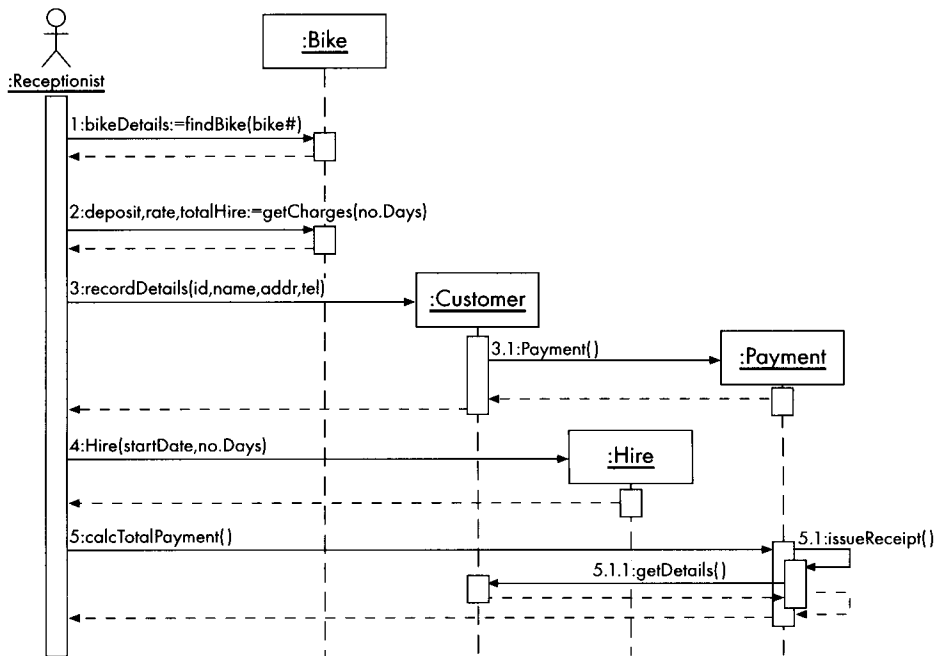 :Bike
:Receptionist
1:bikeDetails:=findBike(bike#)
2:deposit,rate,totalHire:=getCharges(no.Days)
3:recordDetails(id,name,addr,tel)
:Customer
3.1:Payment()
:Payment
4:Hire(startDate,no.Days)
:Hire
5:calcTotalPayment()
5.1:issueReceipt()
5.1.1:getDetails()